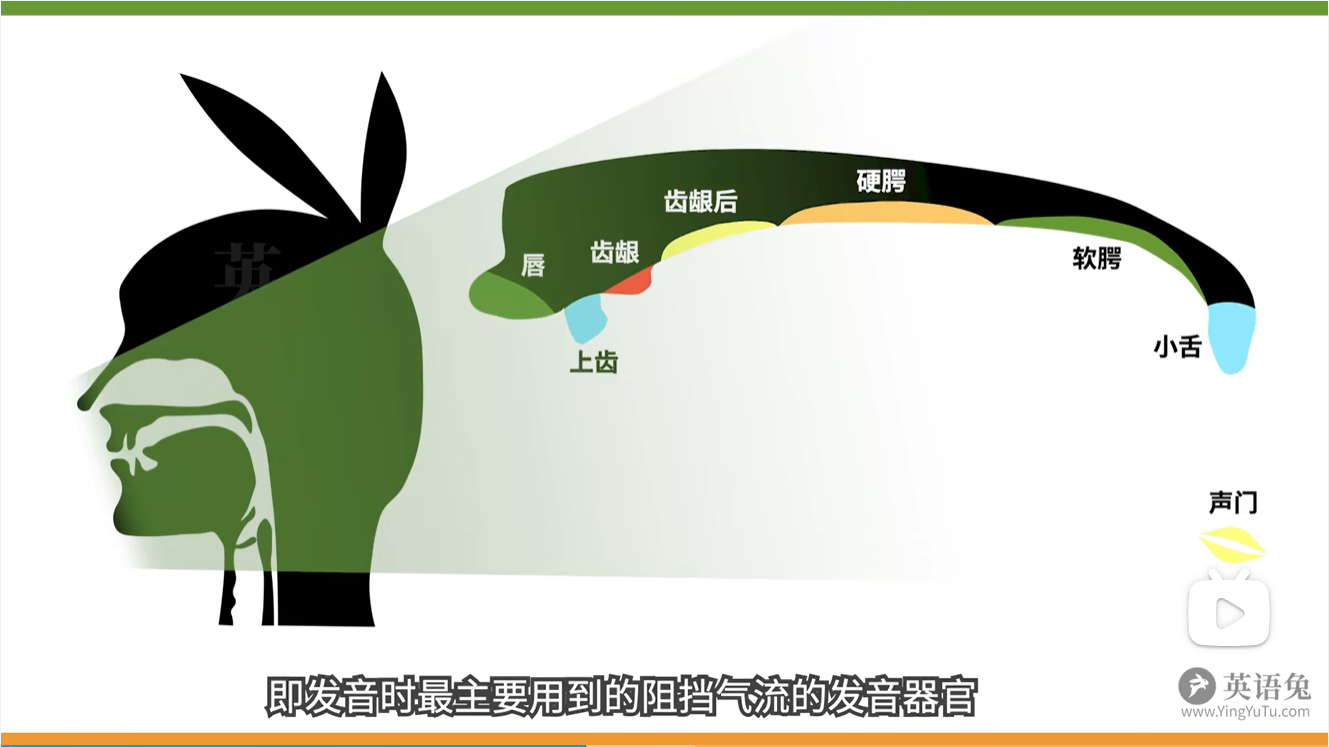 英
齿龈后
硬腭
齿龈
唇
软腭
上齿
小舌
声门
即发音时最主要用到的阻挡气流的发音器官
英语兔
www.YingYuTu.com